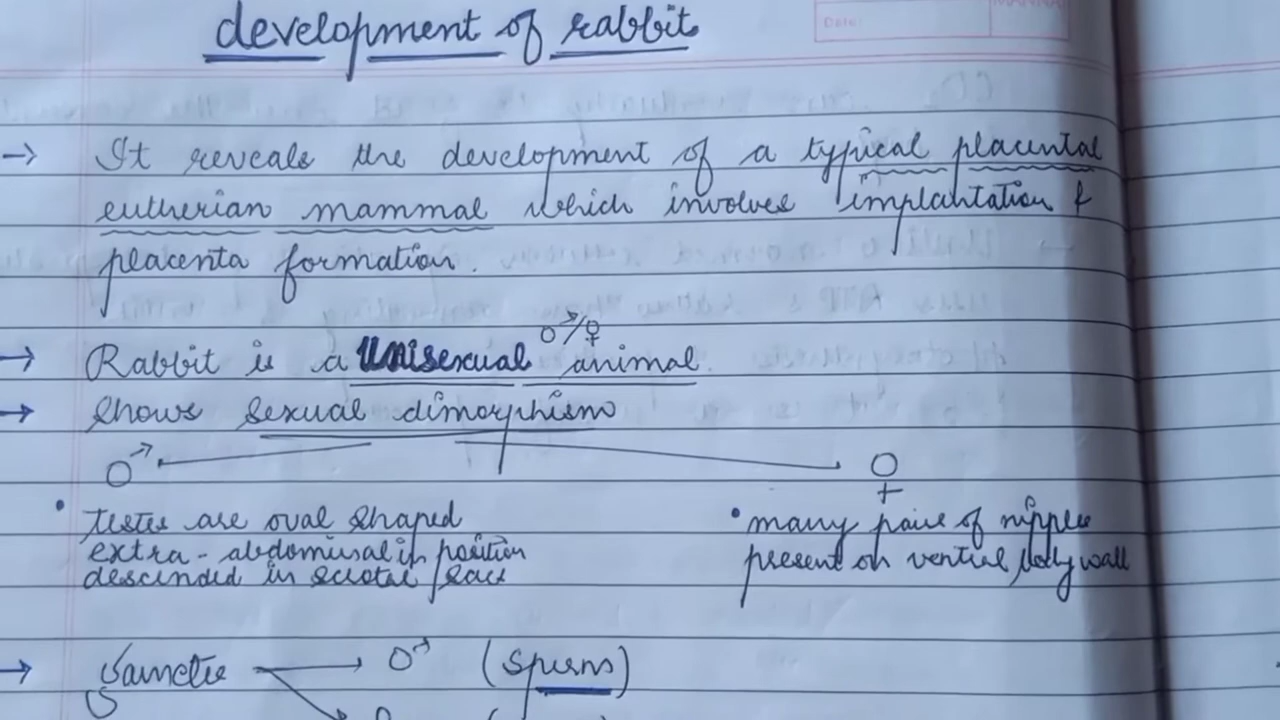 development of rabbit
Date:
→ It reveals the development of a typical placental
eutherian mammal which involves implantation &
placenta formation.
♂/♀
→ Rabbit is a Unisexual animal.
→ Shows sexual dimorphism
♂ ♀
• testes are oval shaped
extra-abdominal in position
descinded in scrotal sacs
• many pairs of nipples
present on ventral body wall
→ Gametes → ♂ (Sperms)